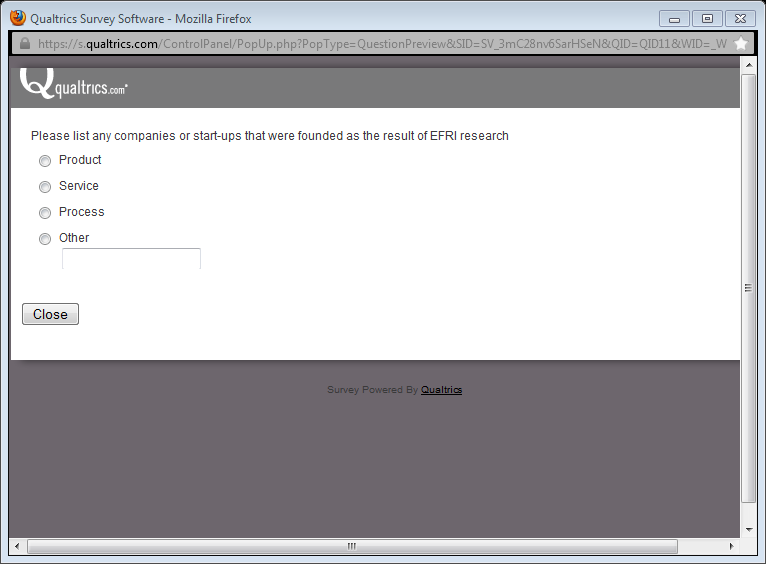 Qualtrics Survey Software - Mozilla Firefox
https://s.qualtrics.com/ControlPanel/PopUp.php?PopType=QuestionPreview&SID=SV_3mC28nv6SarHSeN&QID=QID11&WID=_W
Qualtrics.com
Please list any companies or start-ups that were founded as the result of EFRI research
Product
Service
Process
Other
Close
Survey Powered By Qualtrics